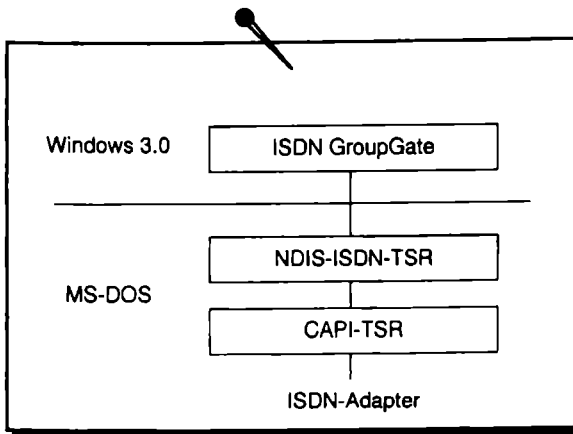 Windows 3.0
ISDN GroupGate
NDIS-ISDN-TSR
MS-DOS
CAPI-TSR
ISDN-Adapter